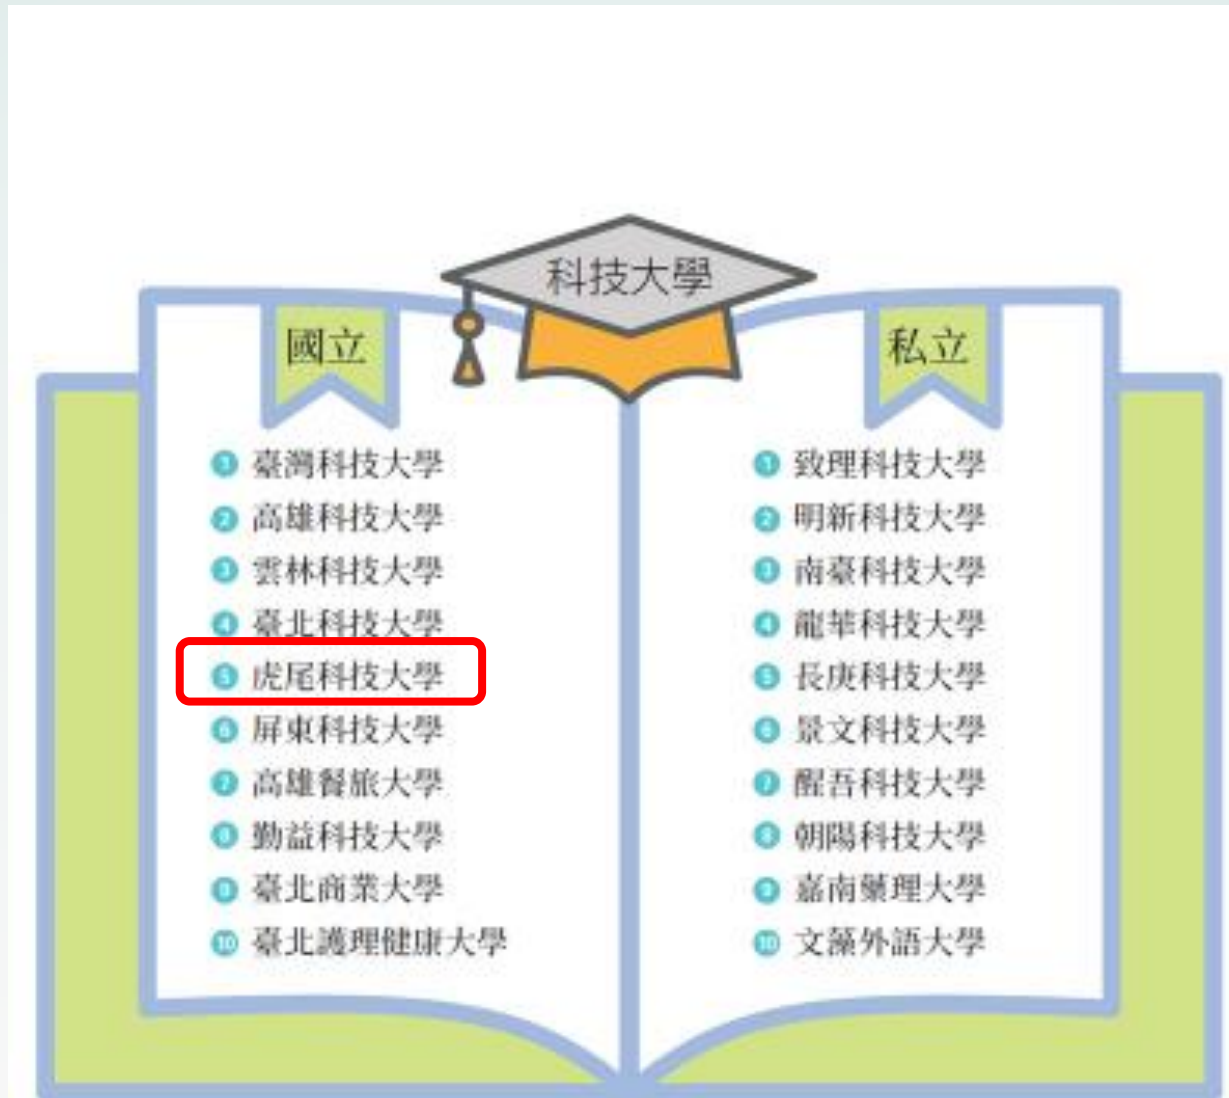 科技大學
國立
1 臺灣科技大學
2 高雄科技大學
3 雲林科技大學
4 臺北科技大學
5 虎尾科技大學
6 屏東科技大學
7 高雄餐旅大學
8 勤益科技大學
9 臺北商業大學
10 臺北護理健康大學
私立
1 致理科技大學
2 明新科技大學
3 南臺科技大學
4 龍華科技大學
5 長庚科技大學
6 景文科技大學
7 醒吾科技大學
8 朝陽科技大學
9 嘉南藥理大學
10 文藻外語大學